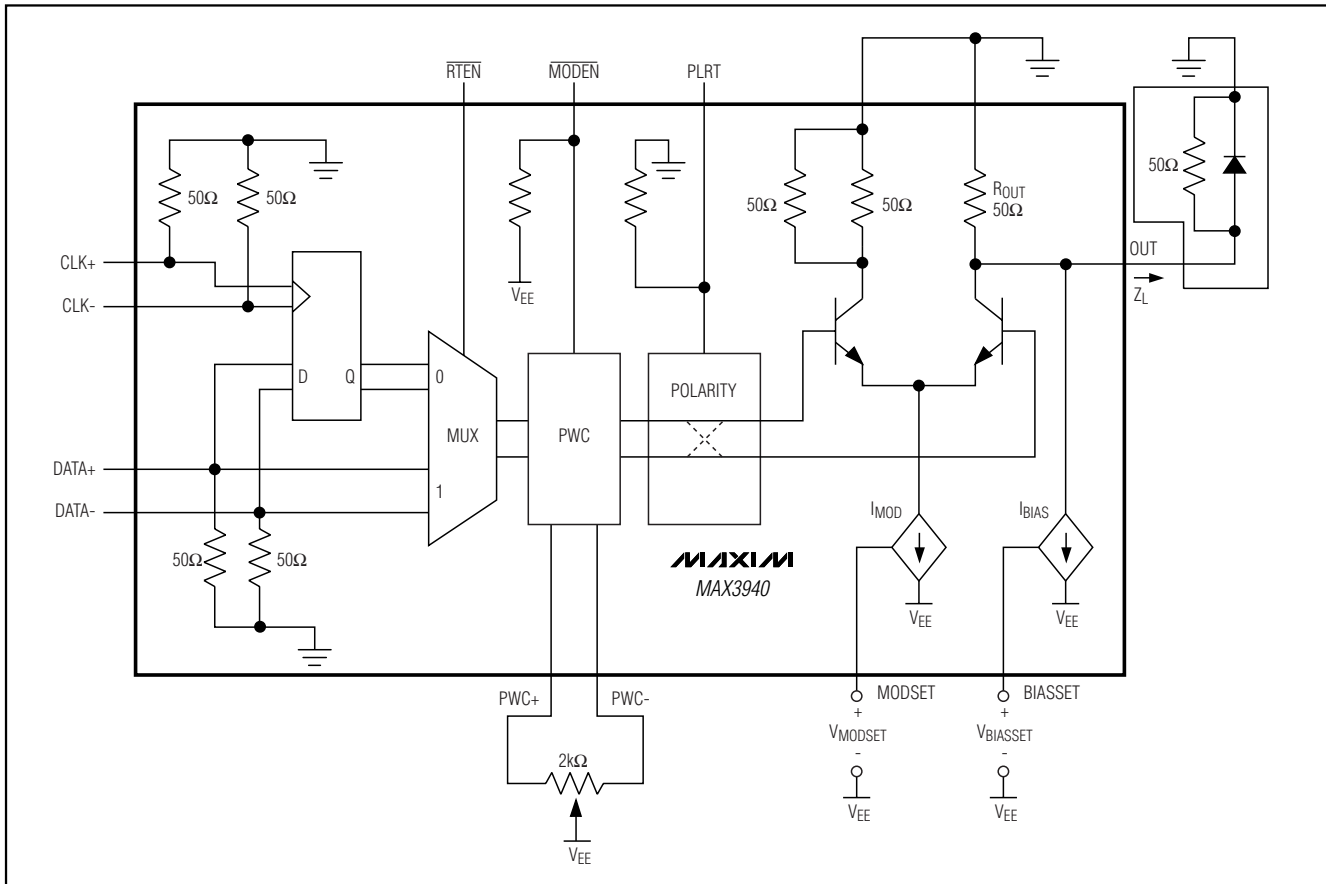 RTEN
MODEN
PLRT
50Ω
50Ω
50Ω
50Ω
ROUT
50Ω
50Ω
CLK+
CLK-
VEE
OUT
ZL
D
Q
0
MUX
1
PWC
POLARITY
DATA+
DATA-
50Ω
50Ω
MAXIM
MAX3940
IMOD
IBIAS
VEE
VEE
PWC+
PWC-
2kΩ
VEE
MODSET
+
VMODSET
-
VEE
BIASSET
+
VBIASSET
-
VEE